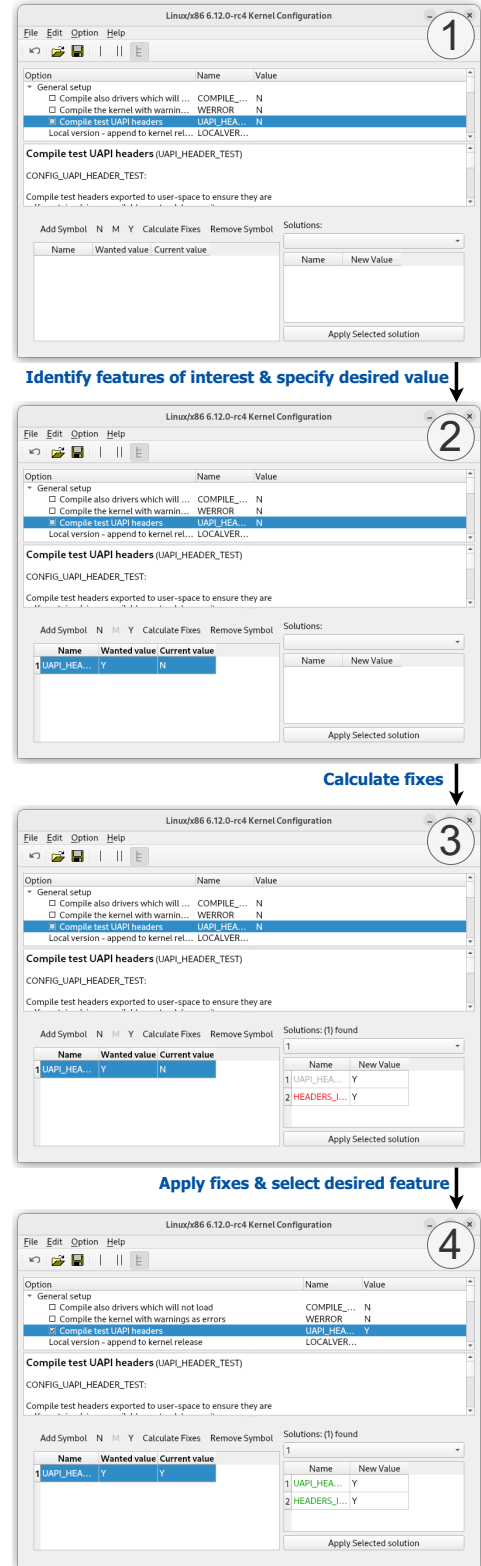 Linux/x86 6.12.0-rc4 Kernel Configuration
1
File Edit Option Help
Option Name Value
General setup
Compile also drivers which will ... COMPILE_... N
Compile the kernel with warnin... WERROR N
Compile test UAPI headers UAPI_HEA... N
Local version - append to kernel rel... LOCALVER...
Compile test UAPI headers (UAPI_HEADER_TEST)
CONFIG_UAPI_HEADER_TEST:
Compile test headers exported to user-space to ensure they are
Add Symbol N M Y Calculate Fixes Remove Symbol
Solutions:
Name Wanted value Current value
Name New Value
Apply Selected solution
Identify features of interest & specify desired value
Linux/x86 6.12.0-rc4 Kernel Configuration
2
File Edit Option Help
Option Name Value
General setup
Compile also drivers which will ... COMPILE_... N
Compile the kernel with warnin... WERROR N
Compile test UAPI headers UAPI_HEA... N
Local version - append to kernel rel... LOCALVER...
Compile test UAPI headers (UAPI_HEADER_TEST)
CONFIG_UAPI_HEADER_TEST:
Compile test headers exported to user-space to ensure they are
Add Symbol N M Y Calculate Fixes Remove Symbol
Solutions:
Name Wanted value Current value
1 UAPI_HEA... Y N
Name New Value
Apply Selected solution
Calculate fixes
Linux/x86 6.12.0-rc4 Kernel Configuration
3
File Edit Option Help
Option Name Value
General setup
Compile also drivers which will ... COMPILE_... N
Compile the kernel with warnin... WERROR N
Compile test UAPI headers UAPI_HEA... N
Local version - append to kernel rel... LOCALVER...
Compile test UAPI headers (UAPI_HEADER_TEST)
CONFIG_UAPI_HEADER_TEST:
Compile test headers exported to user-space to ensure they are
Add Symbol N M Y Calculate Fixes Remove Symbol
Solutions: (1) found
1
Name Wanted value Current value
1 UAPI_HEA... Y N
Name New Value
1 UAPI_HEA... Y
2 HEADERS_I... Y
Apply Selected solution
Apply fixes & select desired feature
Linux/x86 6.12.0-rc4 Kernel Configuration
4
File Edit Option Help
Option Name Value
General setup
Compile also drivers which will not load COMPILE_... N
Compile the kernel with warnings as errors WERROR N
Compile test UAPI headers UAPI_HEA... Y
Local version - append to kernel release LOCALVER...
Compile test UAPI headers (UAPI_HEADER_TEST)
CONFIG_UAPI_HEADER_TEST:
Compile test headers exported to user-space to ensure they are
Add Symbol N M Y Calculate Fixes Remove Symbol
Solutions: (1) found
1
Name Wanted value Current value
1 UAPI_HEA... Y Y
Name New Value
1 UAPI_HEA... Y
2 HEADERS_I... Y
Apply Selected solution